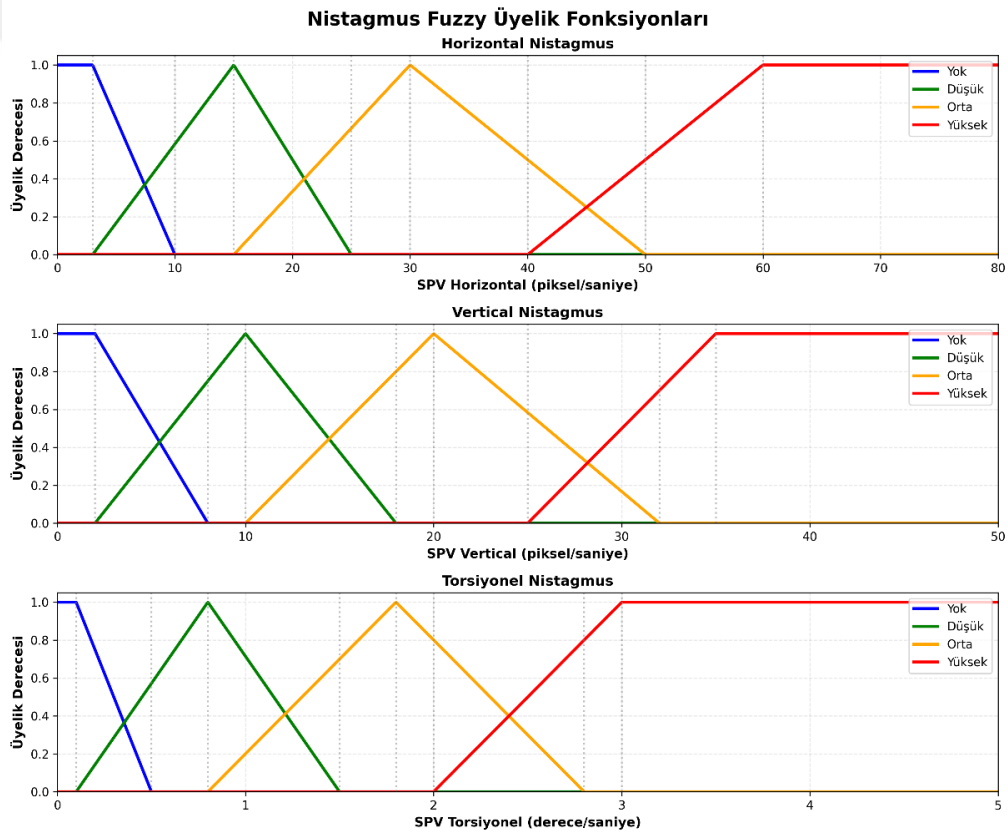 Nistagmus Fuzzy Üyelik Fonksiyonları
Horizontal Nistagmus
Üyelik Derecesi
1.0
0.8
0.6
0.4
0.2
0.0
Yok
Düşük
Orta
Yüksek
0 10 20 30 40 50 60 70 80
SPV Horizontal (piksel/saniye)
Vertical Nistagmus
Üyelik Derecesi
1.0
0.8
0.6
0.4
0.2
0.0
Yok
Düşük
Orta
Yüksek
0 10 20 30 40 50
SPV Vertical (piksel/saniye)
Torsiyonel Nistagmus
Üyelik Derecesi
1.0
0.8
0.6
0.4
0.2
0.0
Yok
Düşük
Orta
Yüksek
0 1 2 3 4 5
SPV Torsiyonel (derece/saniye)